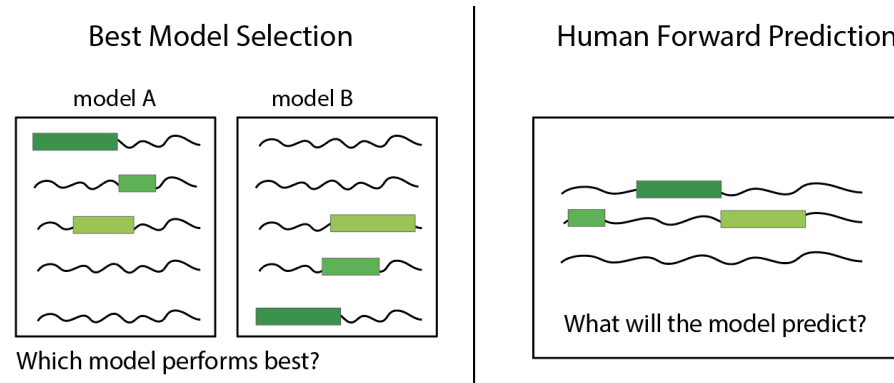 Best Model Selection
Human Forward Prediction
model A
model B
What will the model predict?
Which model performs best?